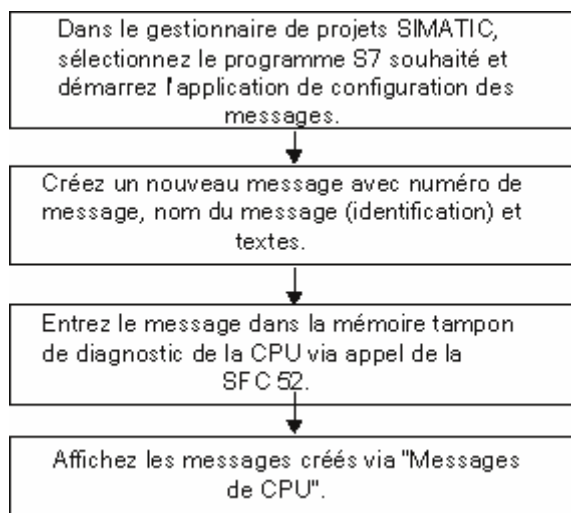 Dans le gestionnaire de projets SIMATIC,
sélectionnez le programme S7 souhaité et
démarrez l'application de configuration des
messages.
Créez un nouveau message avec numéro de
message, nom du message (identification) et
textes.
Entrez le message dans la mémoire tampon
de diagnostic de la CPU via appel de la
SFC 52.
Affichez les messages créés via "Messages
de CPU".